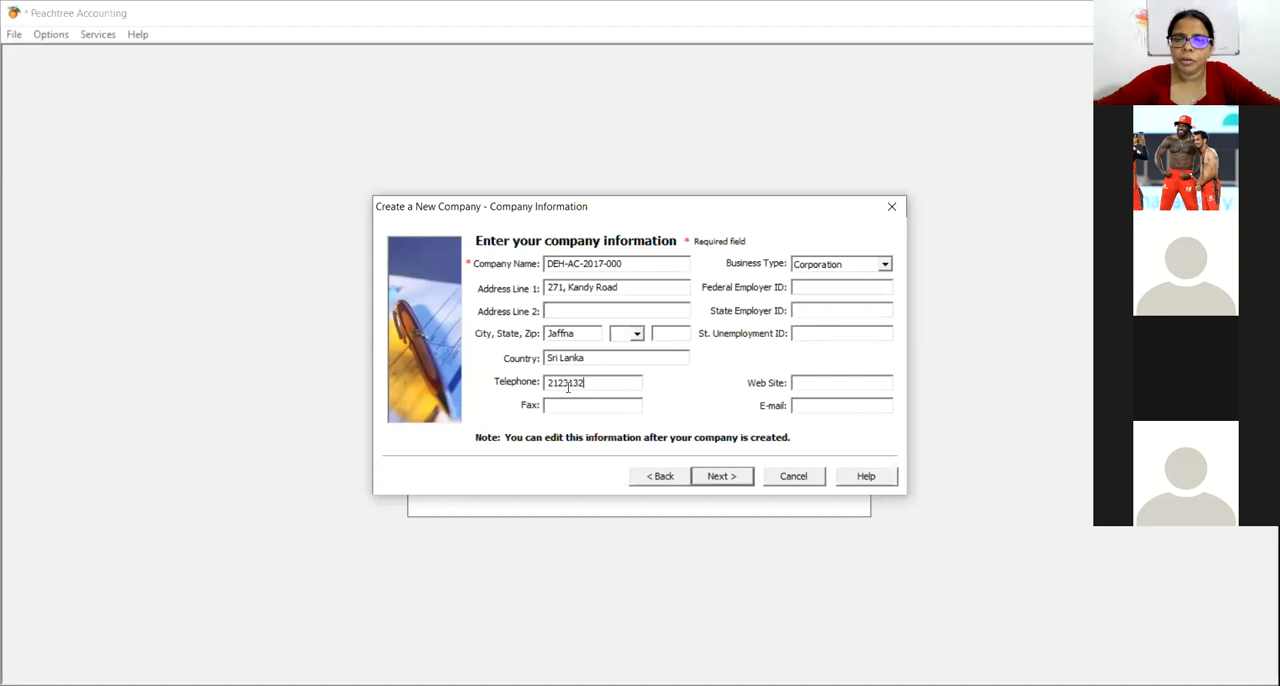 * Peachtree Accounting
File Options Services Help
Create a New Company - Company Information
Enter your company information * Required field
* Company Name: DEH-AC-2017-000
Business Type: Corporation
Address Line 1: 271, Kandy Road
Federal Employer ID:
Address Line 2:
State Employer ID:
City, State, Zip: Jaffna
St. Unemployment ID:
Country: Sri Lanka
Telephone: 2123132
Web Site:
Fax:
E-mail:
Note: You can edit this information after your company is created.
< Back Next > Cancel Help